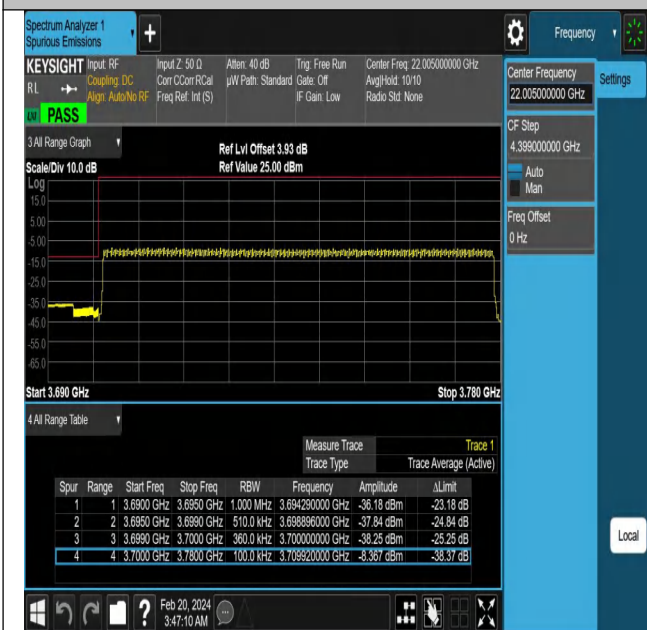 Spectrum Analyzer 1
Spurious Emissions
Frequency
KEYSIGHT Input: RF Input Z: 50 Ω Atten: 40 dB Trig: Free Run Center Freq: 22.005000000 GHz
RL Coupling: DC Corr CCorr RCal µW Path: Standard Gate: Off Avg|Hold: 10/10
Align: Auto/No RF Freq Ref: Int (S) IF Gain: Low Radio Std: None
PASS
3 All Range Graph
Ref Lvl Offset 3.93 dB
Scale/Div 10.0 dB Ref Value 25.00 dBm
Log
15.0
5.00
-5.00
-15.0
-25.0
-35.0
-45.0
-55.0
-65.0
Start 3.690 GHz Stop 3.780 GHz
4 All Range Table
Measure Trace Trace 1
Trace Type Trace Average (Active)
Spur Range Start Freq Stop Freq RBW Frequency Amplitude ΔLimit
1 1 3.6900 GHz 3.6950 GHz 1.000 MHz 3.694290000 GHz -36.18 dBm -23.18 dB
2 2 3.6950 GHz 3.6990 GHz 510.0 kHz 3.698896000 GHz -37.84 dBm -24.84 dB
3 3 3.6990 GHz 3.7000 GHz 360.0 kHz 3.700000000 GHz -38.25 dBm -25.25 dB
4 4 3.7000 GHz 3.7800 GHz 100.0 kHz 3.709920000 GHz -8.367 dBm -38.37 dB
Feb 20, 2024
3:47:10 AM
Center Frequency
22.005000000 GHz
Settings
CF Step
4.399000000 GHz
Auto
Man
Freq Offset
0 Hz
Local